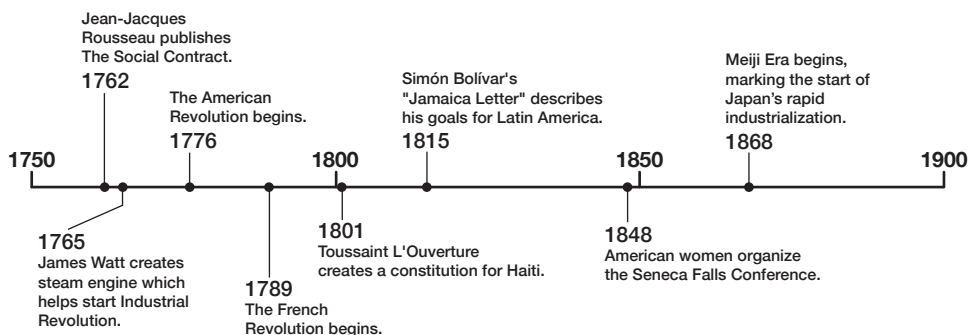 Jean-Jacques
Rousseau publishes
The Social Contract.
1762
The American
Revolution begins.
1776
Simón Bolívar's
"Jamaica Letter" describes
his goals for Latin America.
1815
Meiji Era begins,
marking the start of
Japan’s rapid
industrialization.
1868
1750
1800
1850
1900
1765
James Watt creates
steam engine which
helps start Industrial
Revolution.
1789
The French
Revolution begins.
1801
Toussaint L'Ouverture
creates a constitution for Haiti.
1848
American women organize
the Seneca Falls Conference.